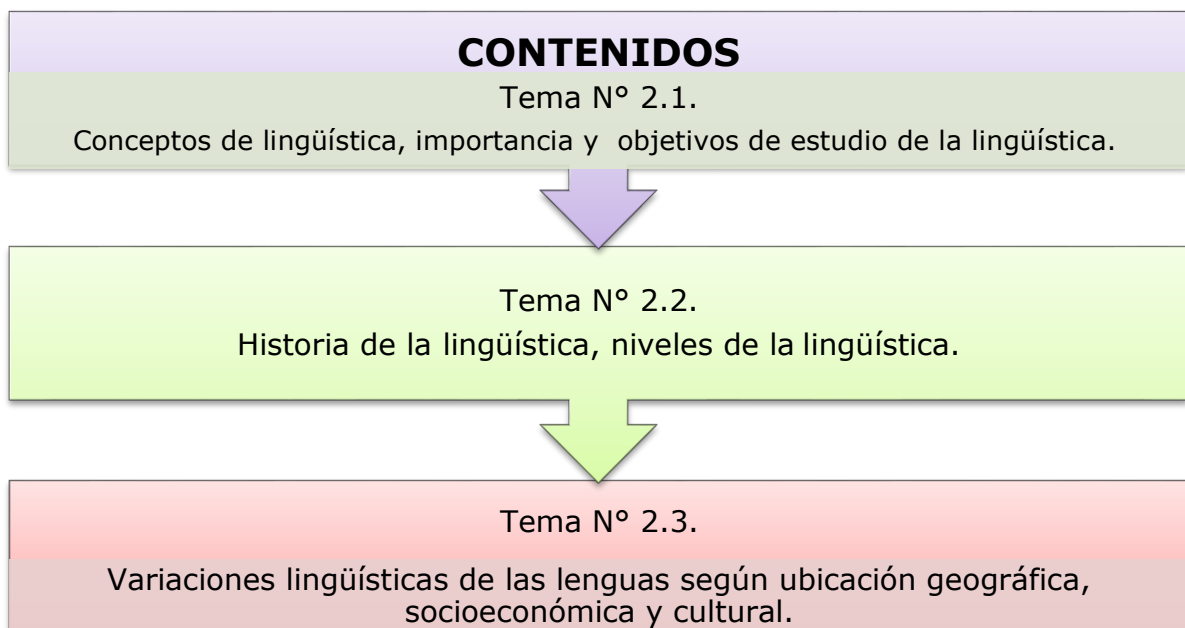 CONTENIDOS
Tema N° 2.1.
Conceptos de lingüística, importancia y objetivos de estudio de la lingüística.
Tema N° 2.2.
Historia de la lingüística, niveles de la lingüística.
Tema N° 2.3.
Variaciones lingüísticas de las lenguas según ubicación geográfica,
socioeconómica y cultural.